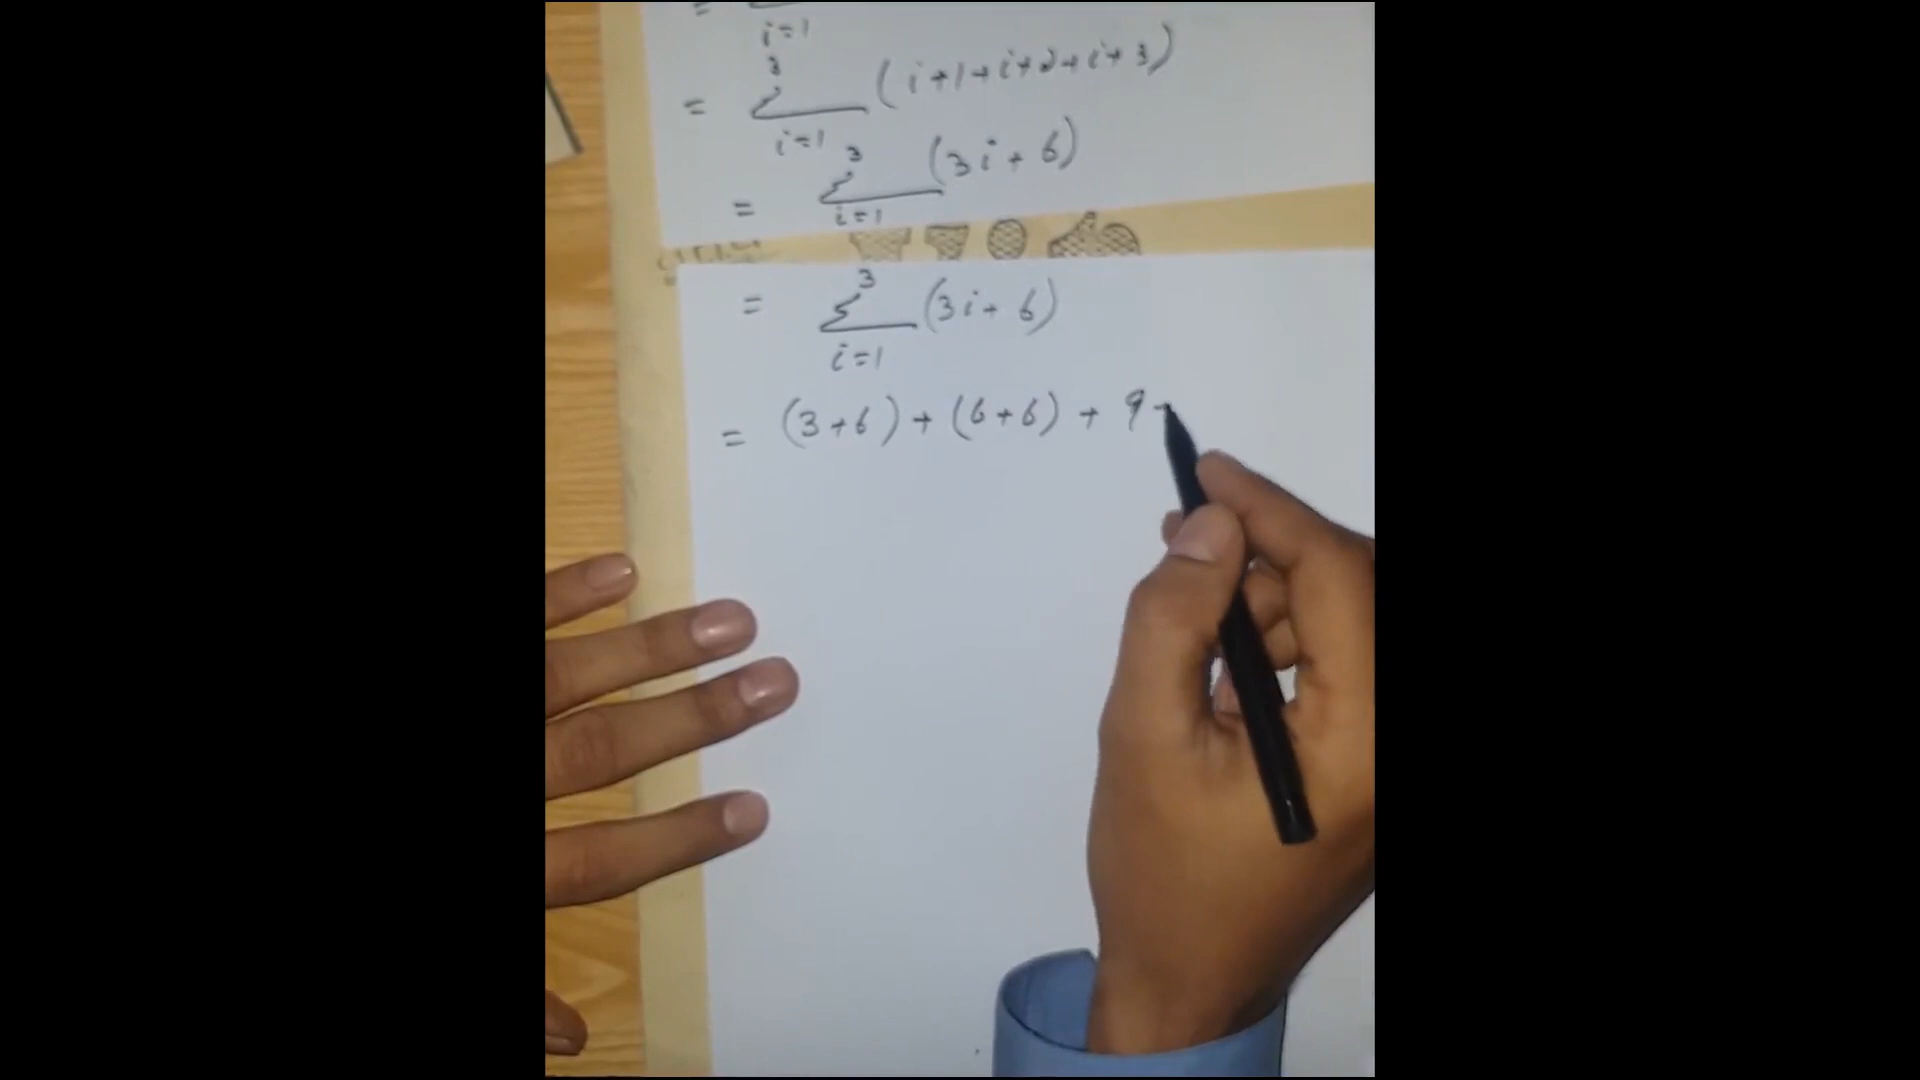 i=1
3
= Σ (i+1+i+2+i+3)
i=1
3
= Σ (3i+6)
i=1
3
= Σ (3i+6)
i=1
= (3+6)+(6+6)+9+